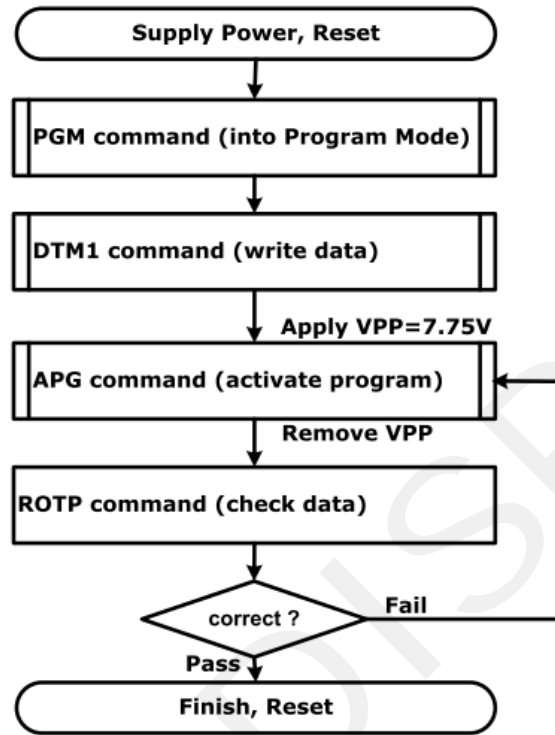 Supply Power, Reset
PGM command (into Program Mode)
DTM1 command (write data)
Apply VPP=7.75V
APG command (activate program)
Remove VPP
ROTP command (check data)
correct ?
Fail
Pass
Finish, Reset